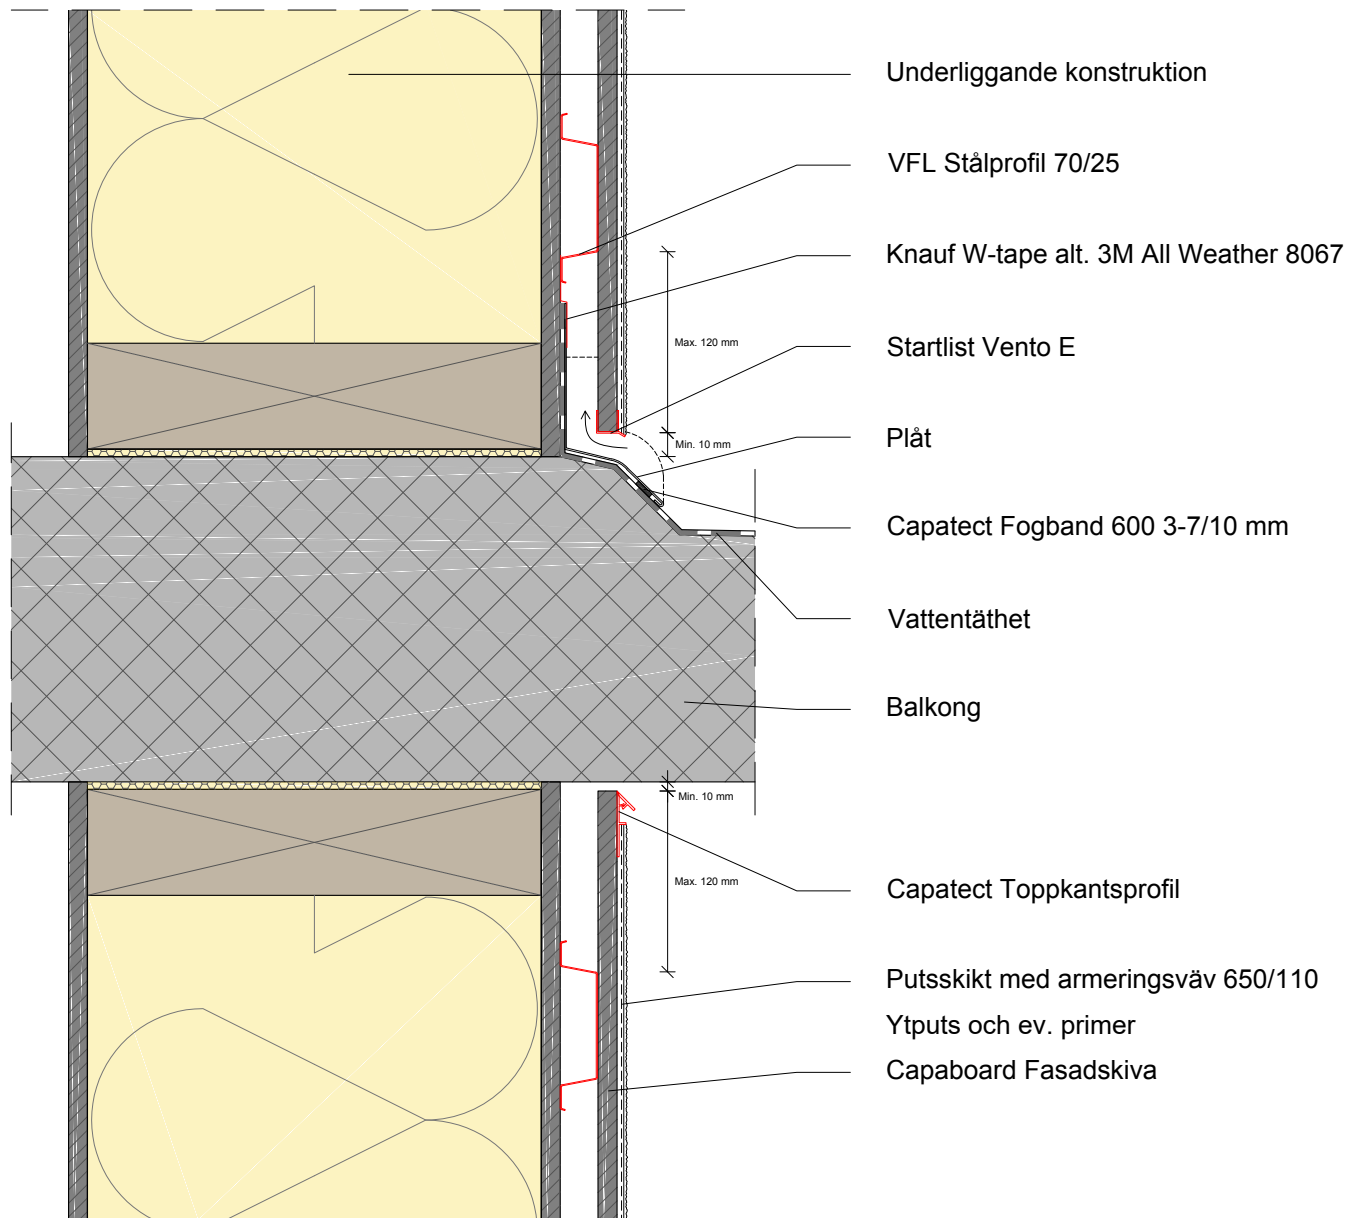 Underliggande konstruktion
VFL Stålprofil 70/25
Knauf W-tape alt. 3M All Weather 8067
Max. 120 mm
Startlist Vento E
Min. 10 mm
Plåt
Capatect Fogband 600 3-7/10 mm
Vattentäthet
Balkong
Min. 10 mm
Max. 120 mm
Capatect Toppkantsprofil
Putsskikt med armeringsväv 650/110
Ytputs och ev. primer
Capaboard Fasadskiva